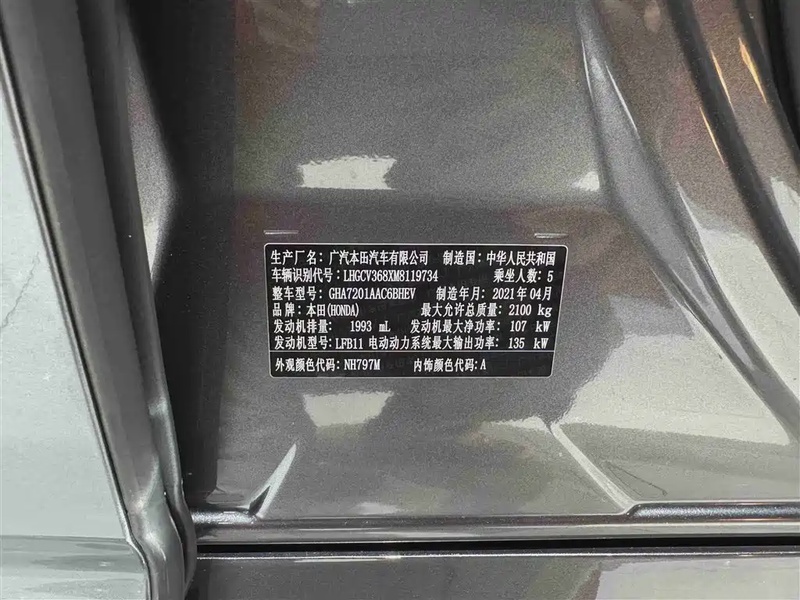 生产厂名：广汽本田汽车有限公司 制造国：中华人民共和国
车辆识别代号：LHGCV368XM8119734 乘坐人数：5
整车型号：GHA7201AAC6BHEV 制造年月：2021年04月
品牌：本田(HONDA) 最大允许总质量：2100 kg
发动机排量： 1993 mL 发动机最大净功率：107 kW
发动机型号：LFB11 电动动力系统最大输出功率：135 kW
外观颜色代码：NH797M 内饰颜色代码：A